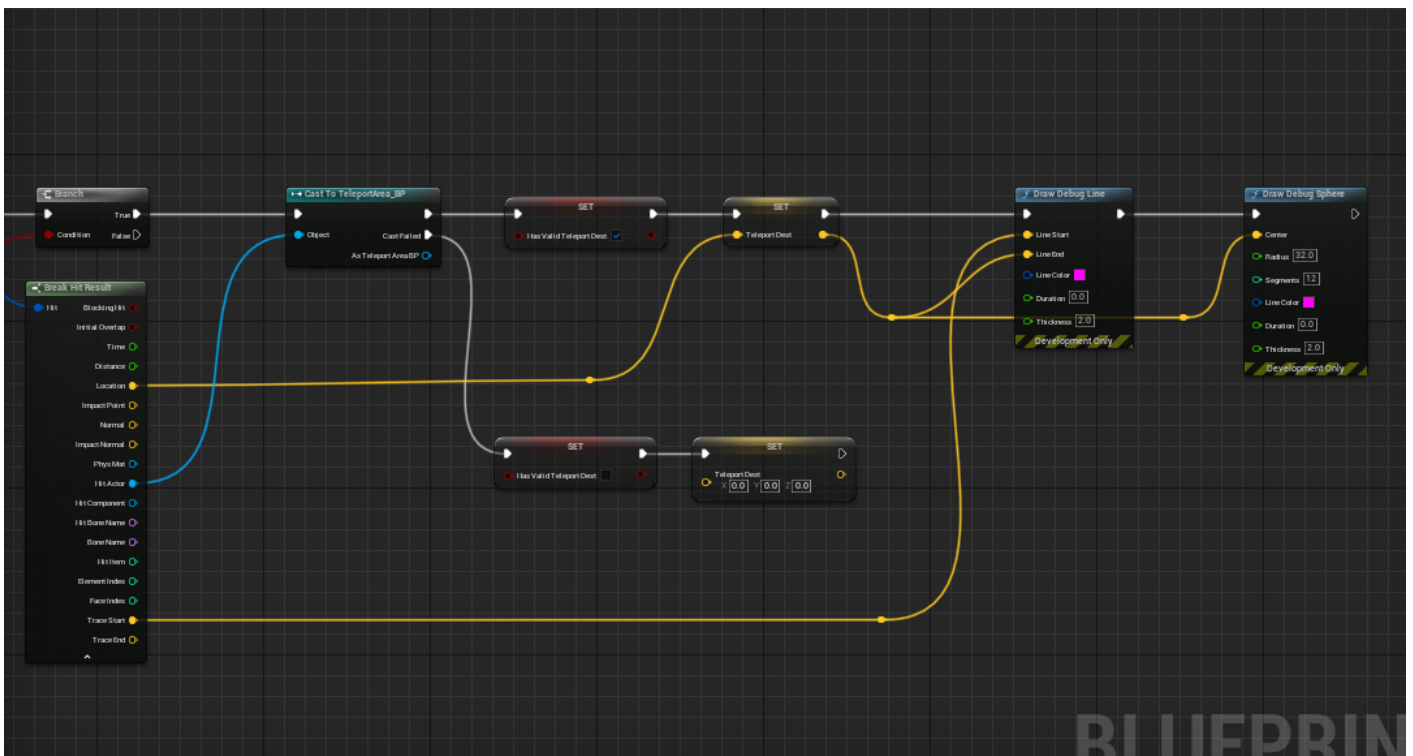 Branch
True
Condition
False
Cast To TeleportArea_BP
Object
Cast Failed
As Teleport Area BP
SET
Has Valid Teleport Dest
SET
Teleport Dest
Draw Debug Line
Line Start
Line End
Line Color
Duration 0.0
Thickness 2.0
Development Only
Draw Debug Sphere
Center
Radius 32.0
Segments 12
Line Color
Duration 0.0
Thickness 2.0
Development Only
Break Hit Result
Hit
Blocking Hit
Initial Overlap
Time
Distance
Location
Impact Point
Normal
Impact Normal
Phys Mat
Hit Actor
Hit Component
Hit Bone Name
Bone Name
Hit Item
Element Index
Face Index
Trace Start
Trace End
SET
Has Valid Teleport Dest
SET
Teleport Dest
X 0.0 Y 0.0 Z 0.0
BLUEPRIN